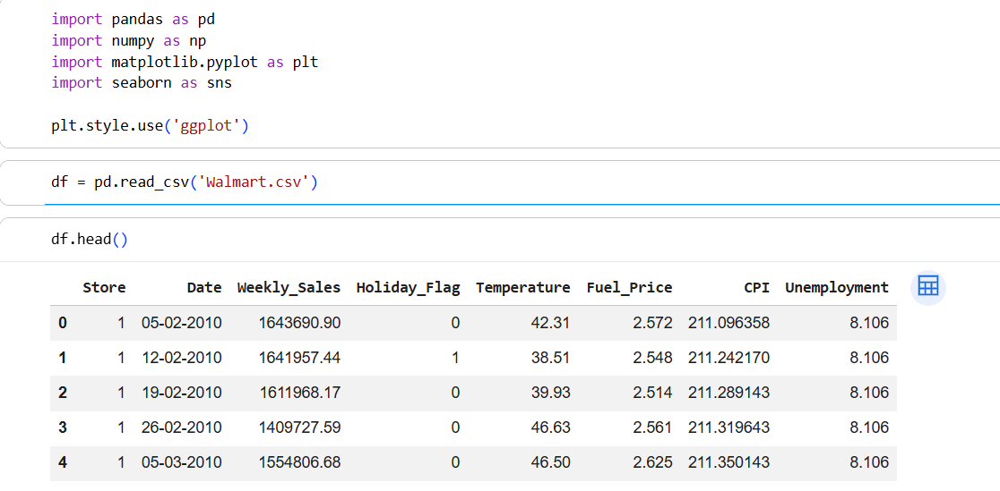 import pandas as pd
import numpy as np
import matplotlib.pyplot as plt
import seaborn as sns
plt.style.use('ggplot')
df = pd.read_csv('Walmart.csv')
df.head()
Store Date Weekly_Sales Holiday_Flag Temperature Fuel_Price CPI Unemployment
0 1 05-02-2010 1643690.90 0 42.31 2.572 211.096358 8.106
1 1 12-02-2010 1641957.44 1 38.51 2.548 211.242170 8.106
2 1 19-02-2010 1611968.17 0 39.93 2.514 211.289143 8.106
3 1 26-02-2010 1409727.59 0 46.63 2.561 211.319643 8.106
4 1 05-03-2010 1554806.68 0 46.50 2.625 211.350143 8.106